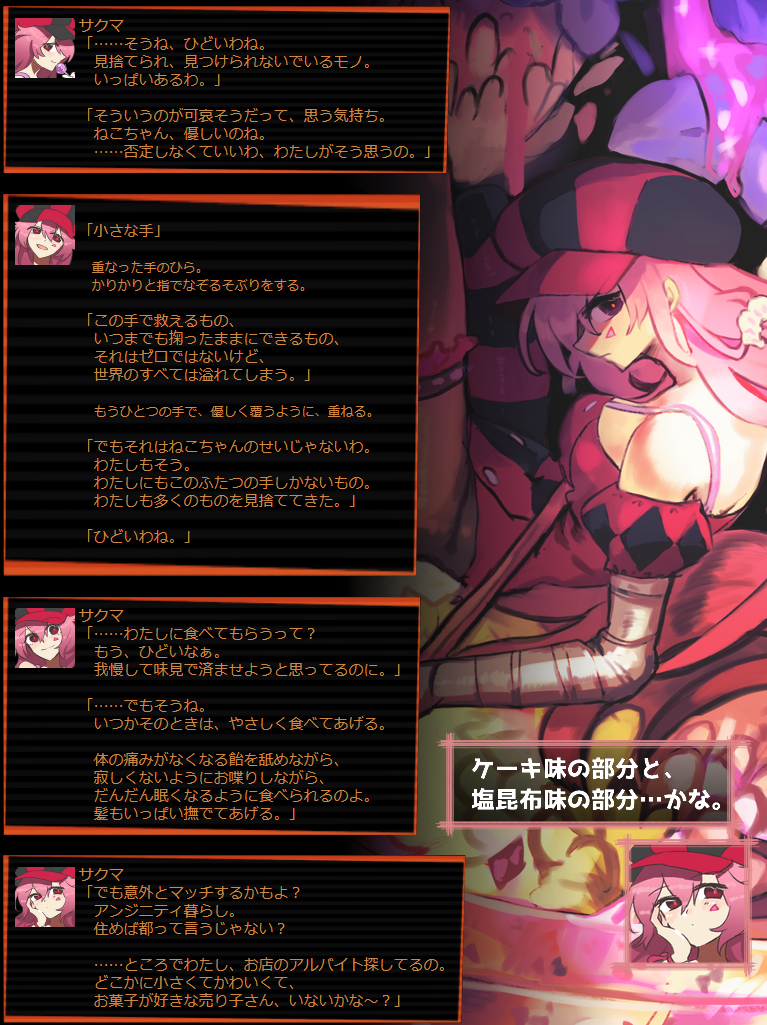 サクマ
「……そうね、ひどいわね。
見捨てられ、見つけられないでいるモノ。
いっぱいあるわ。」
「そういうのが可哀そうだって、思う気持ち。
ねこちゃん、優しいのね。
……否定しなくていいわ、わたしがそう思うの。」
「小さな手」
重なった手のひら。
かりかりと指でなぞるそぶりをする。
「この手で救えるもの、
いつまでも掬ったままにできるもの、
それはゼロではないけど、
世界のすべては溢れてしまう。」
もうひとつの手で、優しく覆うように、重ねる。
「でもそれはねこちゃんのせいじゃないわ。
わたしもそう。
わたしにもこのふたつの手しかないもの。
わたしも多くのものを見捨ててきた。」
「ひどいわね。」
サクマ
「……わたしに食べてもらうって？
もう、ひどいなぁ。
我慢して味見で済ませようと思ってるのに。」
「……でもそうね。
いつかそのときは、やさしく食べてあげる。
体の痛みがなくなる飴を舐めながら、
寂しくないようにお喋りしながら、
だんだん眠くなるように食べられるのよ。
髪もいっぱい撫でてあげる。」
ケーキ味の部分と、
塩昆布味の部分…かな。
サクマ
「でも意外とマッチするかもよ？
アンジニティ暮らし。
住めば都って言うじゃない？
……ところでわたし、お店のアルバイト探してるの。
どこかに小さくてかわいくて、
お菓子が好きな売り子さん、いないかな～？」